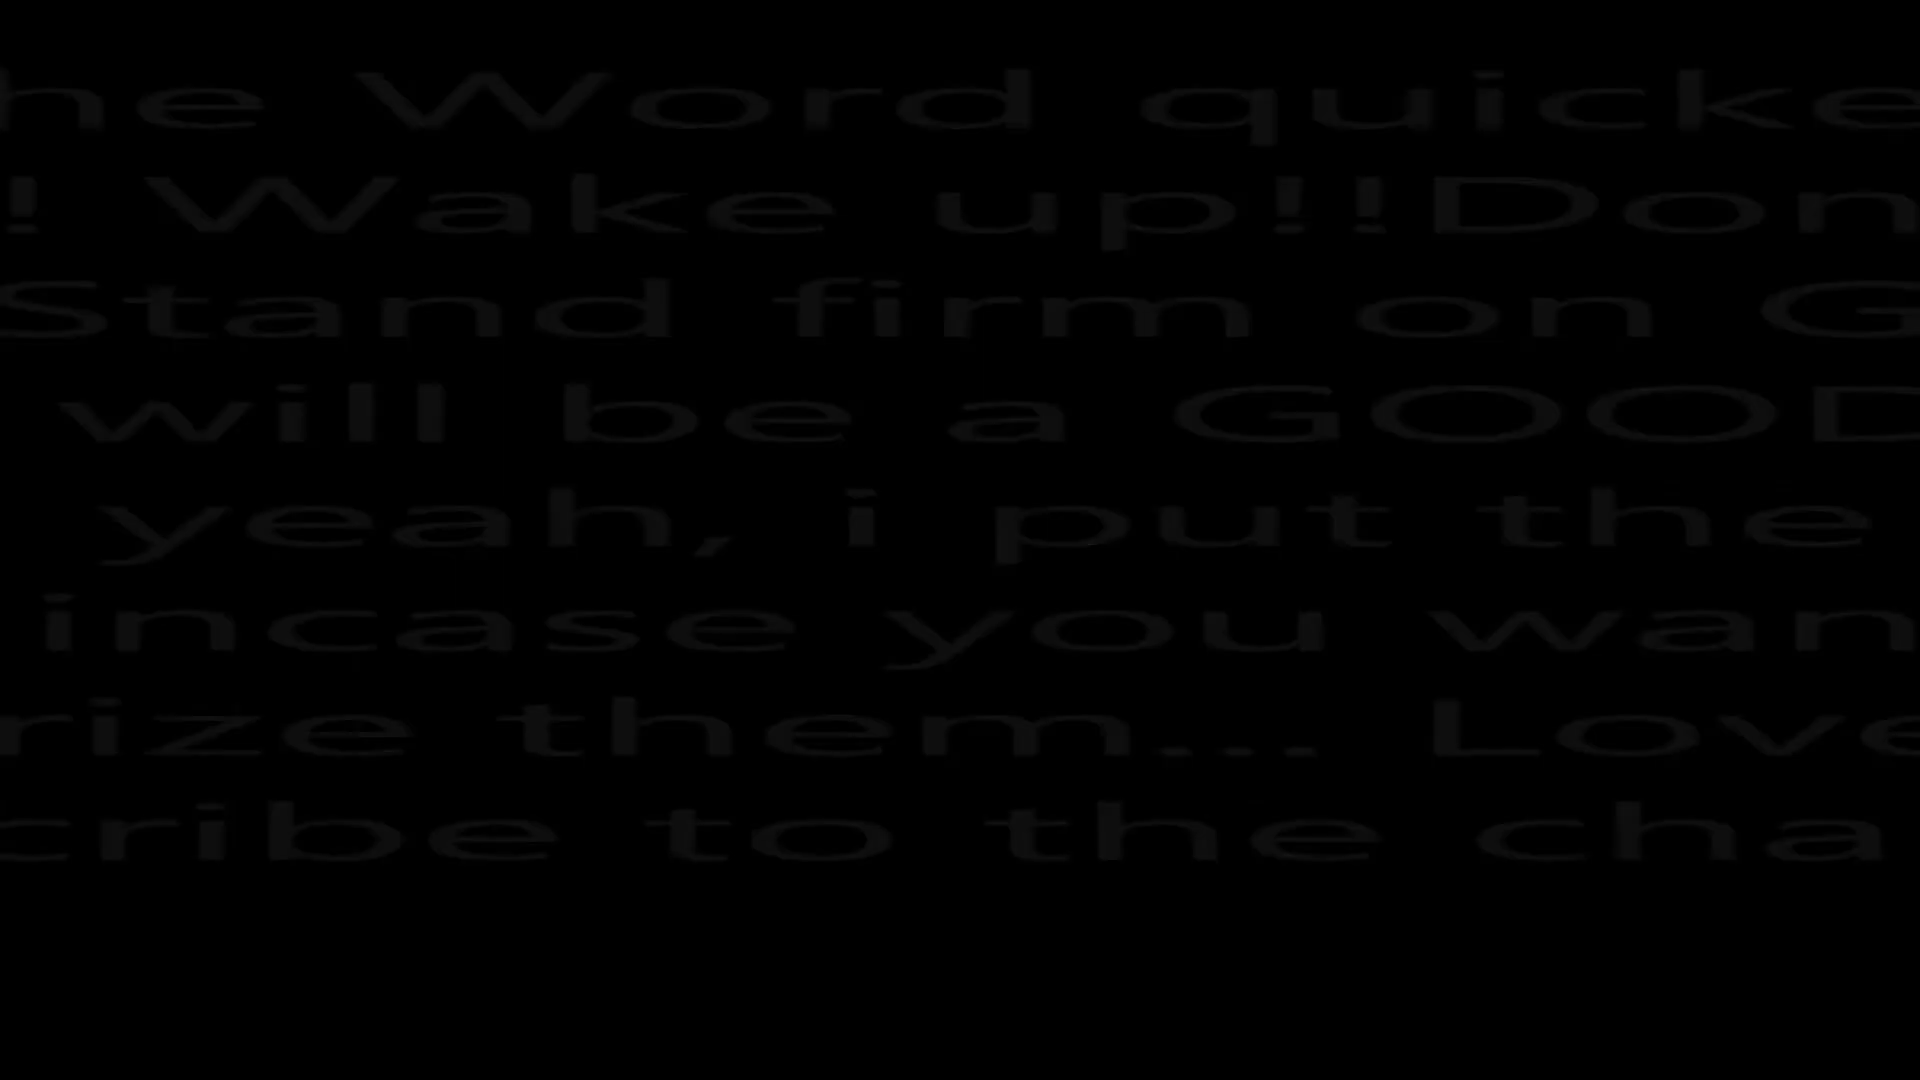 he Word quicke
! Wake up!!Don
Stand firm on G
will be a GOOD
yeah, i put the
incase you wan
rize them... Love
cribe to the cha